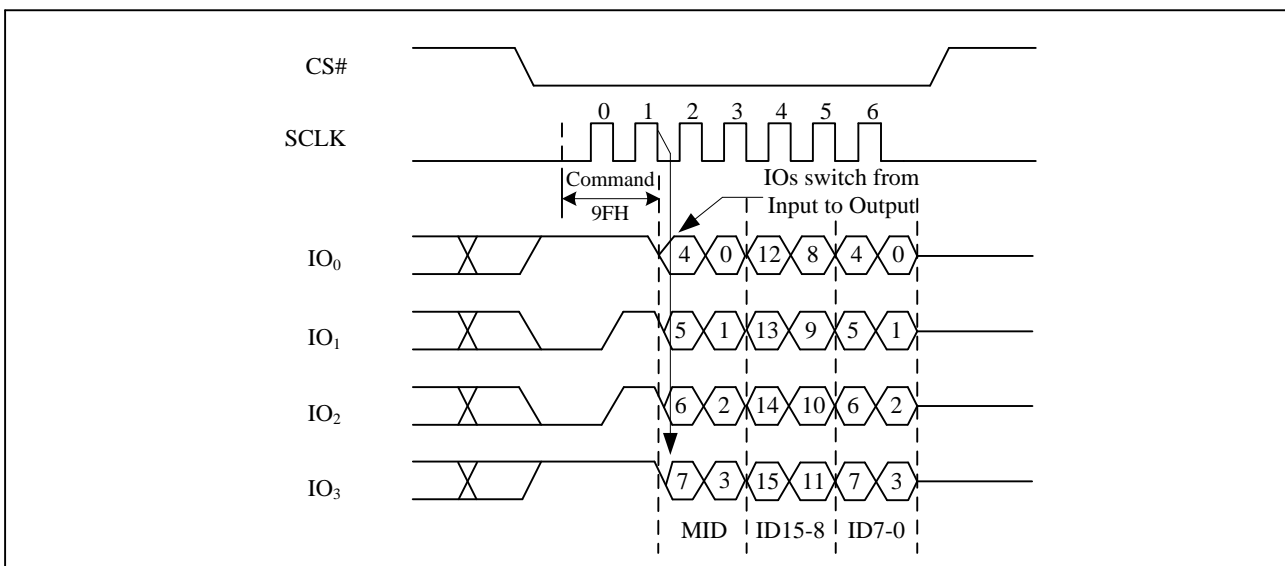 CS#
0 1 2 3 4 5 6
SCLK
Command
9FH
IOs switch from
Input to Output
IO0 4 0 12 8 4 0
IO1 5 1 13 9 5 1
IO2 6 2 14 10 6 2
IO3 7 3 15 11 7 3
MID ID15-8 ID7-0